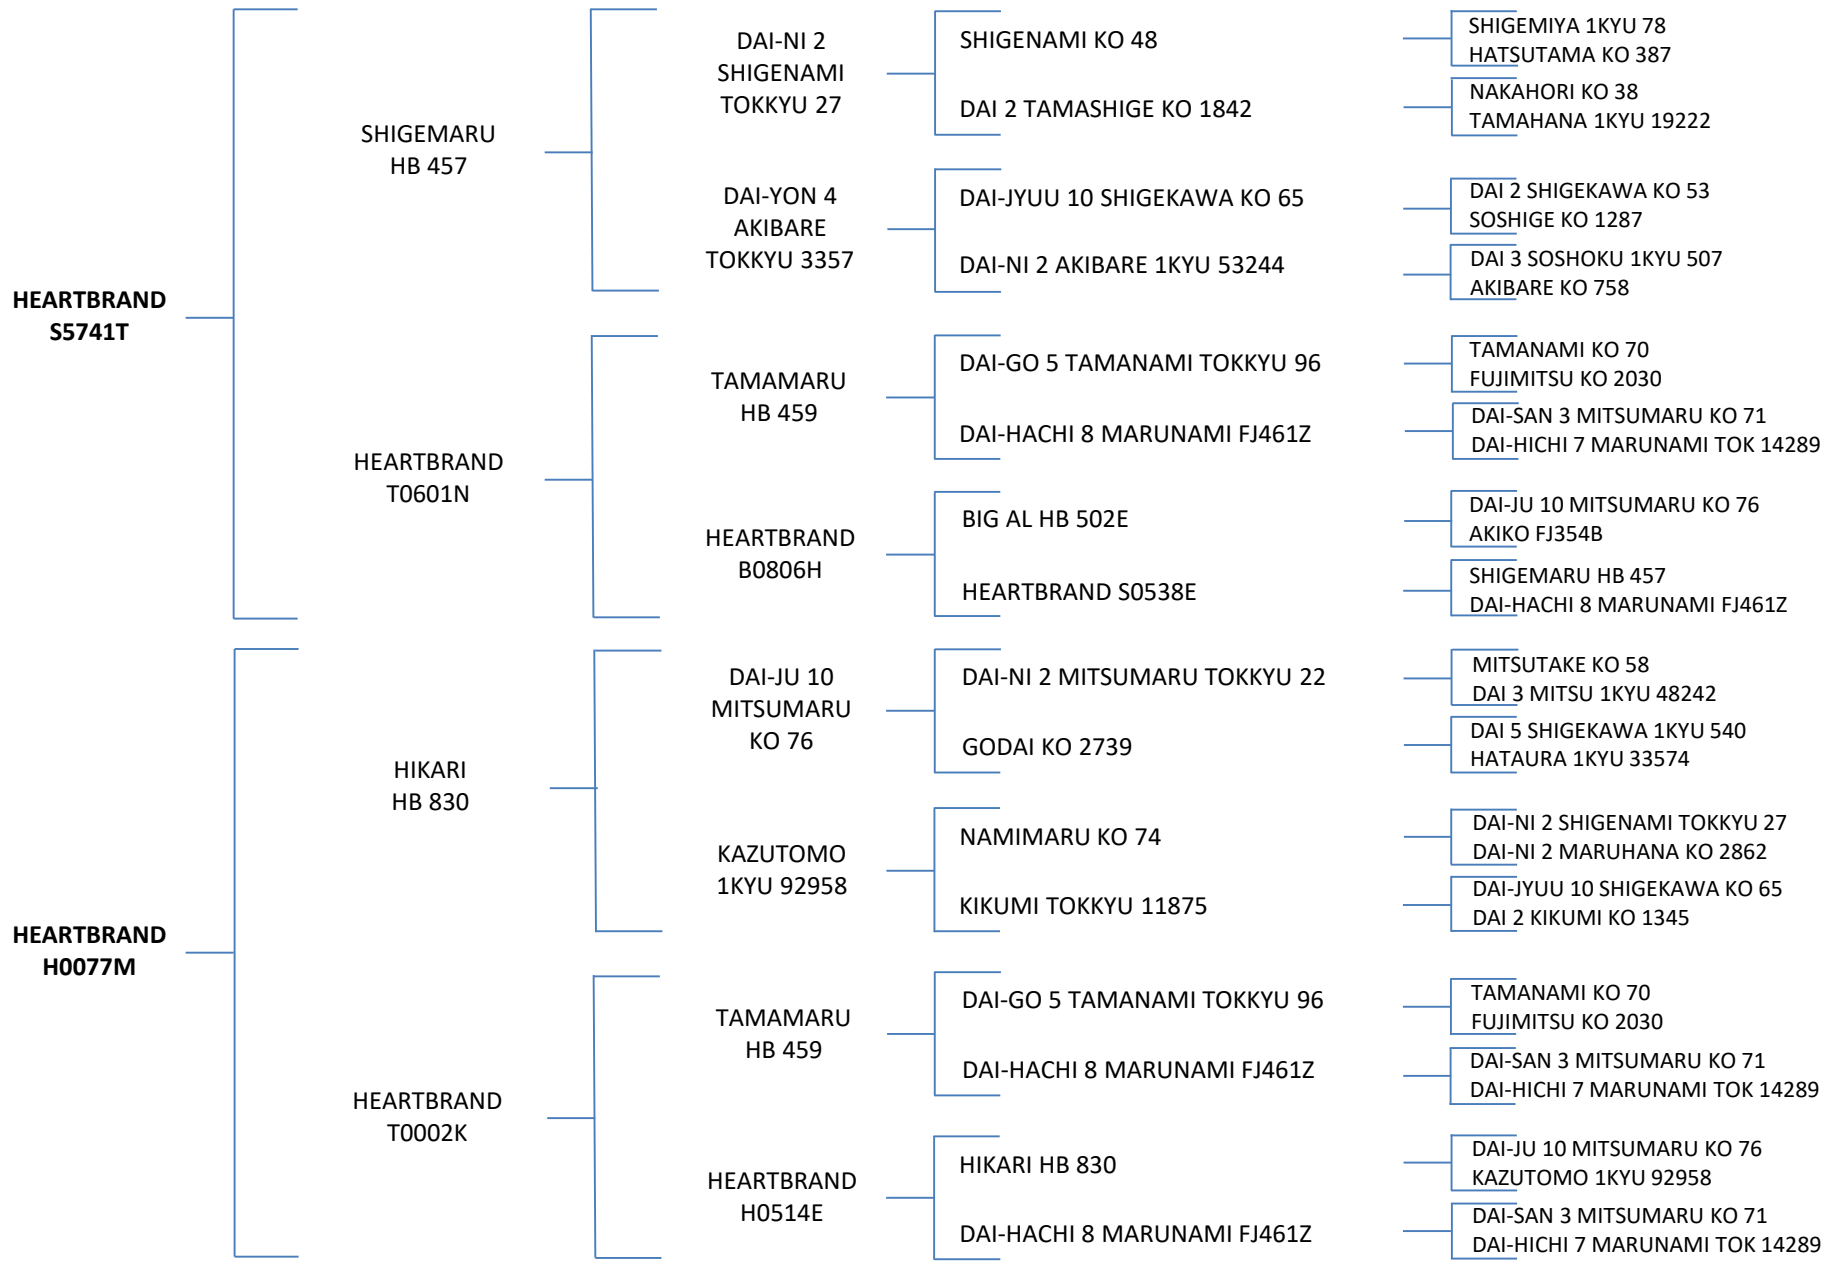 HEARTBRAND
S5741T
SHIGEMARU
HB 457
DAI-NI 2
SHIGENAMI
TOKKYU 27
SHIGENAMI KO 48
SHIGEMIYA 1KYU 78
HATSUTAMA KO 387
DAI 2 TAMASHIGE KO 1842
NAKAHORI KO 38
TAMAHANA 1KYU 19222
DAI-YON 4
AKIBARE
TOKKYU 3357
DAI-JYUU 10 SHIGEKAWA KO 65
DAI 2 SHIGEKAWA KO 53
SOSHIGE KO 1287
DAI-NI 2 AKIBARE 1KYU 53244
DAI 3 SOSHOKU 1KYU 507
AKIBARE KO 758
HEARTBRAND
T0601N
TAMAMARU
HB 459
DAI-GO 5 TAMANAMI TOKKYU 96
TAMANAMI KO 70
FUJIMITSU KO 2030
DAI-HACHI 8 MARUNAMI FJ461Z
DAI-SAN 3 MITSUMARU KO 71
DAI-HICHI 7 MARUNAMI TOK 14289
HEARTBRAND
B0806H
BIG AL HB 502E
DAI-JU 10 MITSUMARU KO 76
AKIKO FJ354B
HEARTBRAND S0538E
SHIGEMARU HB 457
DAI-HACHI 8 MARUNAMI FJ461Z
HEARTBRAND
H0077M
HIKARI
HB 830
DAI-JU 10
MITSUMARU
KO 76
DAI-NI 2 MITSUMARU TOKKYU 22
MITSUTAKE KO 58
DAI 3 MITSU 1KYU 48242
GODAI KO 2739
DAI 5 SHIGEKAWA 1KYU 540
HATAURA 1KYU 33574
KAZUTOMO
1KYU 92958
NAMIMARU KO 74
DAI-NI 2 SHIGENAMI TOKKYU 27
DAI-NI 2 MARUHANA KO 2862
KIKUMI TOKKYU 11875
DAI-JYUU 10 SHIGEKAWA KO 65
DAI 2 KIKUMI KO 1345
HEARTBRAND
T0002K
TAMAMARU
HB 459
DAI-GO 5 TAMANAMI TOKKYU 96
TAMANAMI KO 70
FUJIMITSU KO 2030
DAI-HACHI 8 MARUNAMI FJ461Z
DAI-SAN 3 MITSUMARU KO 71
DAI-HICHI 7 MARUNAMI TOK 14289
HEARTBRAND
H0514E
HIKARI HB 830
DAI-JU 10 MITSUMARU KO 76
KAZUTOMO 1KYU 92958
DAI-HACHI 8 MARUNAMI FJ461Z
DAI-SAN 3 MITSUMARU KO 71
DAI-HICHI 7 MARUNAMI TOK 14289